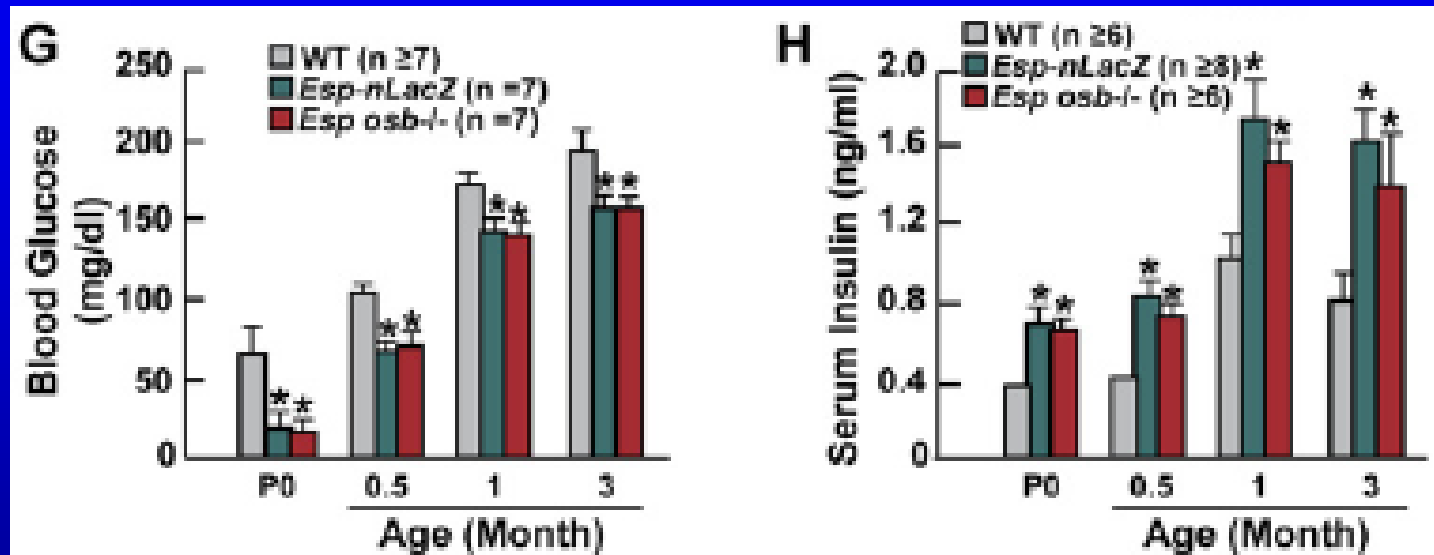 G
WT (n ≥7)
Esp-nLacZ (n =7)
Esp osb-/- (n =7)
Blood Glucose
(mg/dl)
250
200
150
100
50
0
P0 0.5 1 3
Age (Month)
H
WT (n ≥6)
Esp-nLacZ (n ≥8)
Esp osb-/- (n ≥6)
Serum Insulin (ng/ml)
2.0
1.6
1.2
0.8
0.4
0
P0 0.5 1 3
Age (Month)